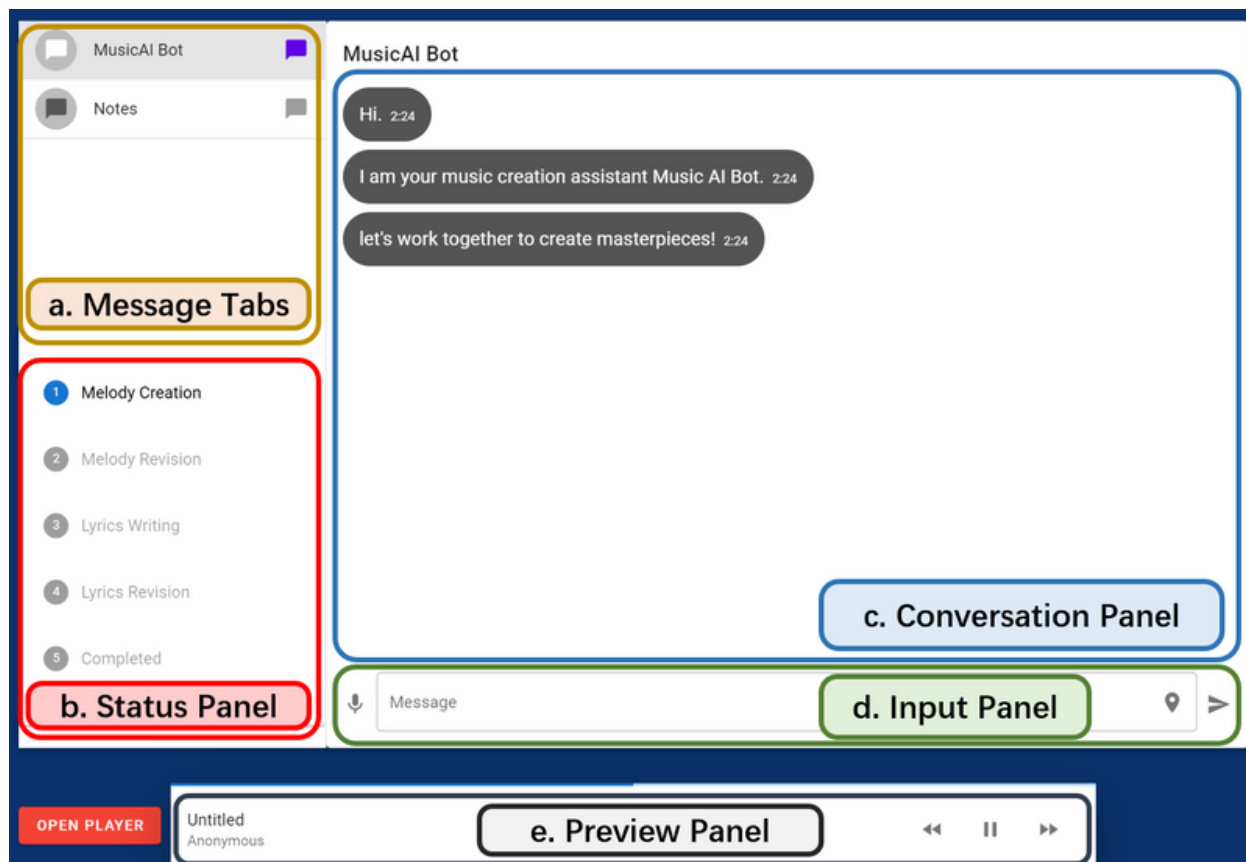 MusicAI Bot
Notes
a. Message Tabs
1 Melody Creation
2 Melody Revision
3 Lyrics Writing
4 Lyrics Revision
5 Completed
b. Status Panel
MusicAI Bot
Hi. 2:24
I am your music creation assistant Music AI Bot. 2:24
let's work together to create masterpieces! 2:24
c. Conversation Panel
Message
d. Input Panel
OPEN PLAYER
Untitled
Anonymous
e. Preview Panel